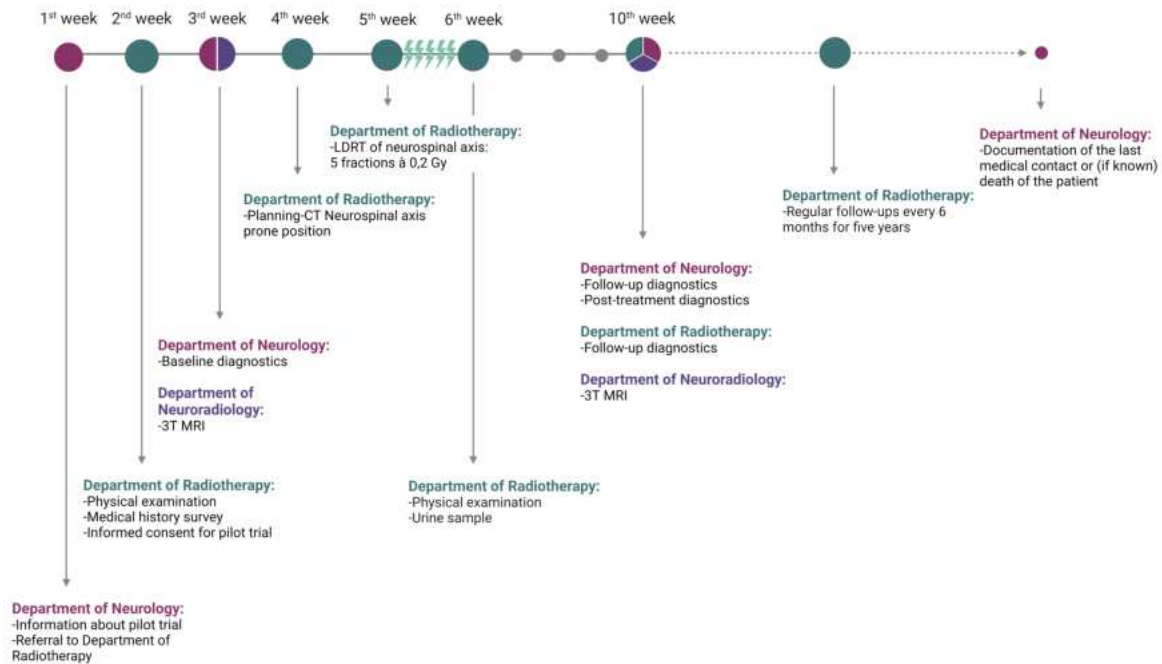 1st week
2nd week
3rd week
4th week
5th week
6th week
10th week
Department of Radiotherapy:
-LDRT of neurospinal axis:
5 fractions à 0,2 Gy
Department of Neurology:
-Documentation of the last
medical contact or (if known)
death of the patient
Department of Radiotherapy:
-Planning-CT Neurospinal axis
prone position
Department of Radiotherapy:
-Regular follow-ups every 6
months for five years
Department of Neurology:
-Follow-up diagnostics
-Post-treatment diagnostics
Department of Radiotherapy:
-Follow-up diagnostics
Department of Neuroradiology:
-3T MRI
Department of Neurology:
-Baseline diagnostics
Department of
Neuroradiology:
-3T MRI
Department of Radiotherapy:
-Physical examination
-Medical history survey
-Informed consent for pilot trial
Department of Radiotherapy:
-Physical examination
-Urine sample
Department of Neurology:
-Information about pilot trial
-Referral to Department of
Radiotherapy